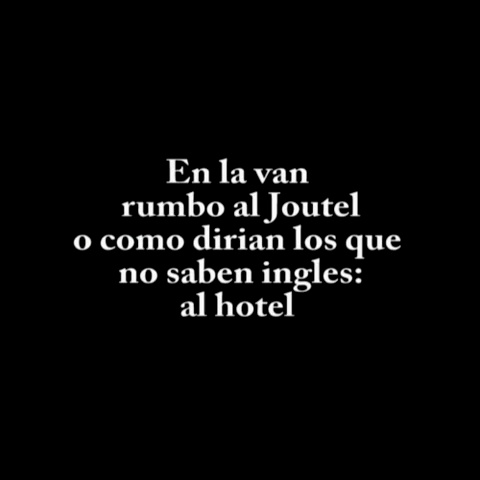 En la van
rumbo al Joutel
o como dirian los que
no saben ingles:
al hotel